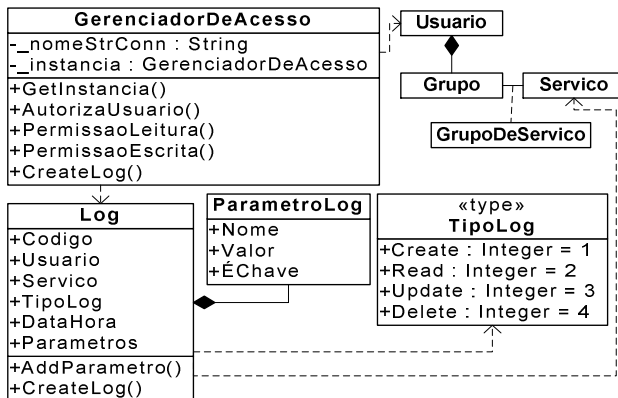 GerenciadorDeAcesso
-_nomeStrConn : String
-_instancia : GerenciadorDeAcesso
+GetInstancia()
+AutorizaUsuario()
+PermissaoLeitura()
+PermissaoEscrita()
+CreateLog()
Usuario
Grupo
Servico
GrupoDeServico
Log
+Codigo
+Usuario
+Servico
+TipoLog
+DataHora
+Parametros
+AddParametro()
+CreateLog()
ParametroLog
+Nome
+Valor
+ÉChave
«type»
TipoLog
+Create : Integer = 1
+Read : Integer = 2
+Update : Integer = 3
+Delete : Integer = 4